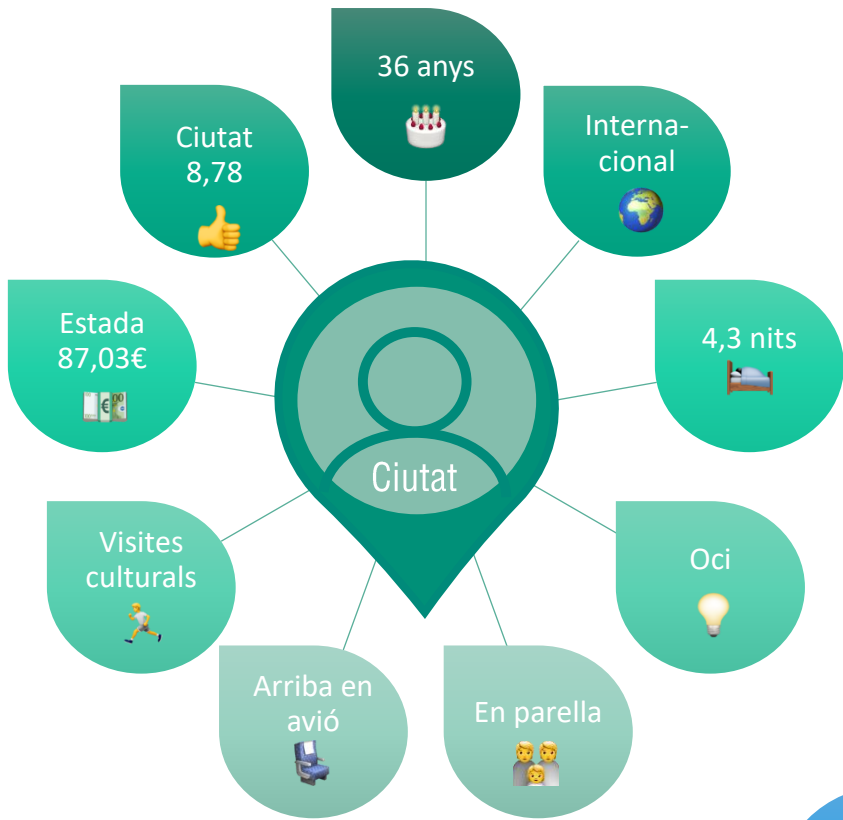 36 anys
Interna-
cional
4,3 nits
Oci
En parella
Arriba en
avió
Visites
culturals
Estada
87,03€
Ciutat
8,78
Ciutat